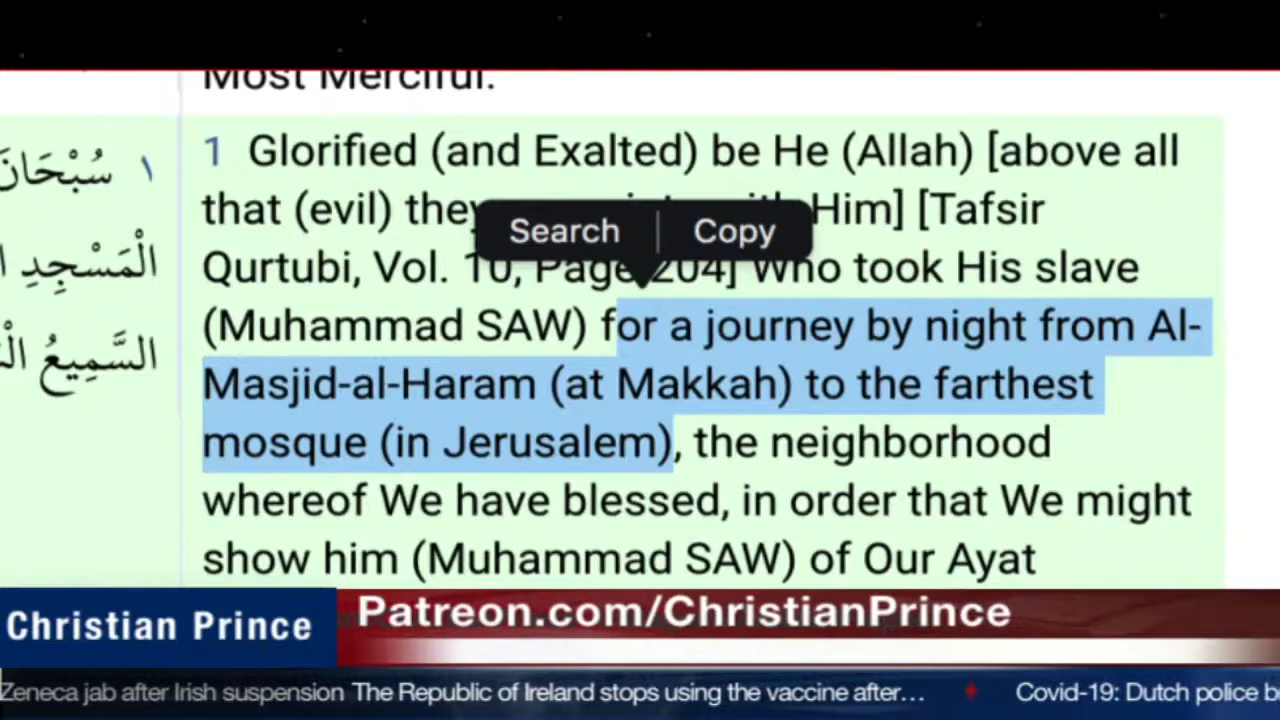 Most Merciful.
1 Glorified (and Exalted) be He (Allah) [above all
that (evil) they with Him] [Tafsir
Search Copy
Qurtubi, Vol. 10, Page 204] Who took His slave
(Muhammad SAW) for a journey by night from Al-
Masjid-al-Haram (at Makkah) to the farthest
mosque (in Jerusalem), the neighborhood
whereof We have blessed, in order that We might
show him (Muhammad SAW) of Our Ayat
١ سُبْحَانَ
الْمَسْجِدِ
السَّمِيعُ
Christian Prince
Patreon.com/ChristianPrince
Zeneca jab after Irish suspension The Republic of Ireland stops using the vaccine after… Covid-19: Dutch police